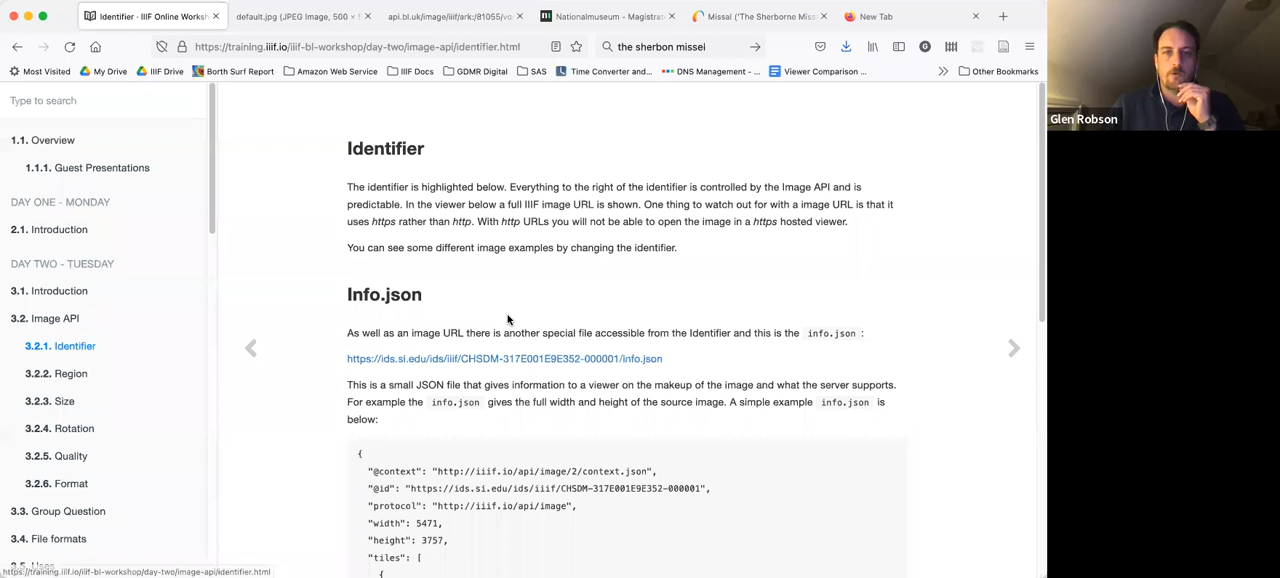 Identifier · IIIF Online Worksh
default.jpg (JPEG Image, 500 ×
api.bl.uk/image/iiif/ark:/81055/vd
Nationalmuseum - Magistrat
Missal ('The Sherborne Miss
New Tab
https://training.iiif.io/iiif-bl-workshop/day-two/image-api/identifier.html
the sherbon missel
Most Visited
My Drive
IIIF Drive
Borth Surf Report
Amazon Web Service
IIIF Docs
GDMR Digital
SAS
Time Converter and...
DNS Management - ...
Viewer Comparison ...
Other Bookmarks
Type to search
1.1. Overview
1.1.1. Guest Presentations
DAY ONE - MONDAY
2.1. Introduction
DAY TWO - TUESDAY
3.1. Introduction
3.2. Image API
3.2.1. Identifier
3.2.2. Region
3.2.3. Size
3.2.4. Rotation
3.2.5. Quality
3.2.6. Format
3.3. Group Question
3.4. File formats
https://training.iiif.io/iiif-bl-workshop/day-two/image-api/identifier.html
Identifier
The identifier is highlighted below. Everything to the right of the identifier is controlled by the Image API and is
predictable. In the viewer below a full IIIF image URL is shown. One thing to watch out for with a image URL is that it
uses https rather than http. With http URLs you will not be able to open the image in a https hosted viewer.
You can see some different image examples by changing the identifier.
Info.json
As well as an image URL there is another special file accessible from the Identifier and this is the info.json :
https://ids.si.edu/ids/iiif/CHSDM-317E001E9E352-000001/info.json
This is a small JSON file that gives information to a viewer on the makeup of the image and what the server supports.
For example the info.json gives the full width and height of the source image. A simple example info.json is
below:
{
"@context": "http://iiif.io/api/image/2/context.json",
"@id": "https://ids.si.edu/ids/iiif/CHSDM-317E001E9E352-000001",
"protocol": "http://iiif.io/api/image",
"width": 5471,
"height": 3757,
"tiles": [
{
Glen Robson